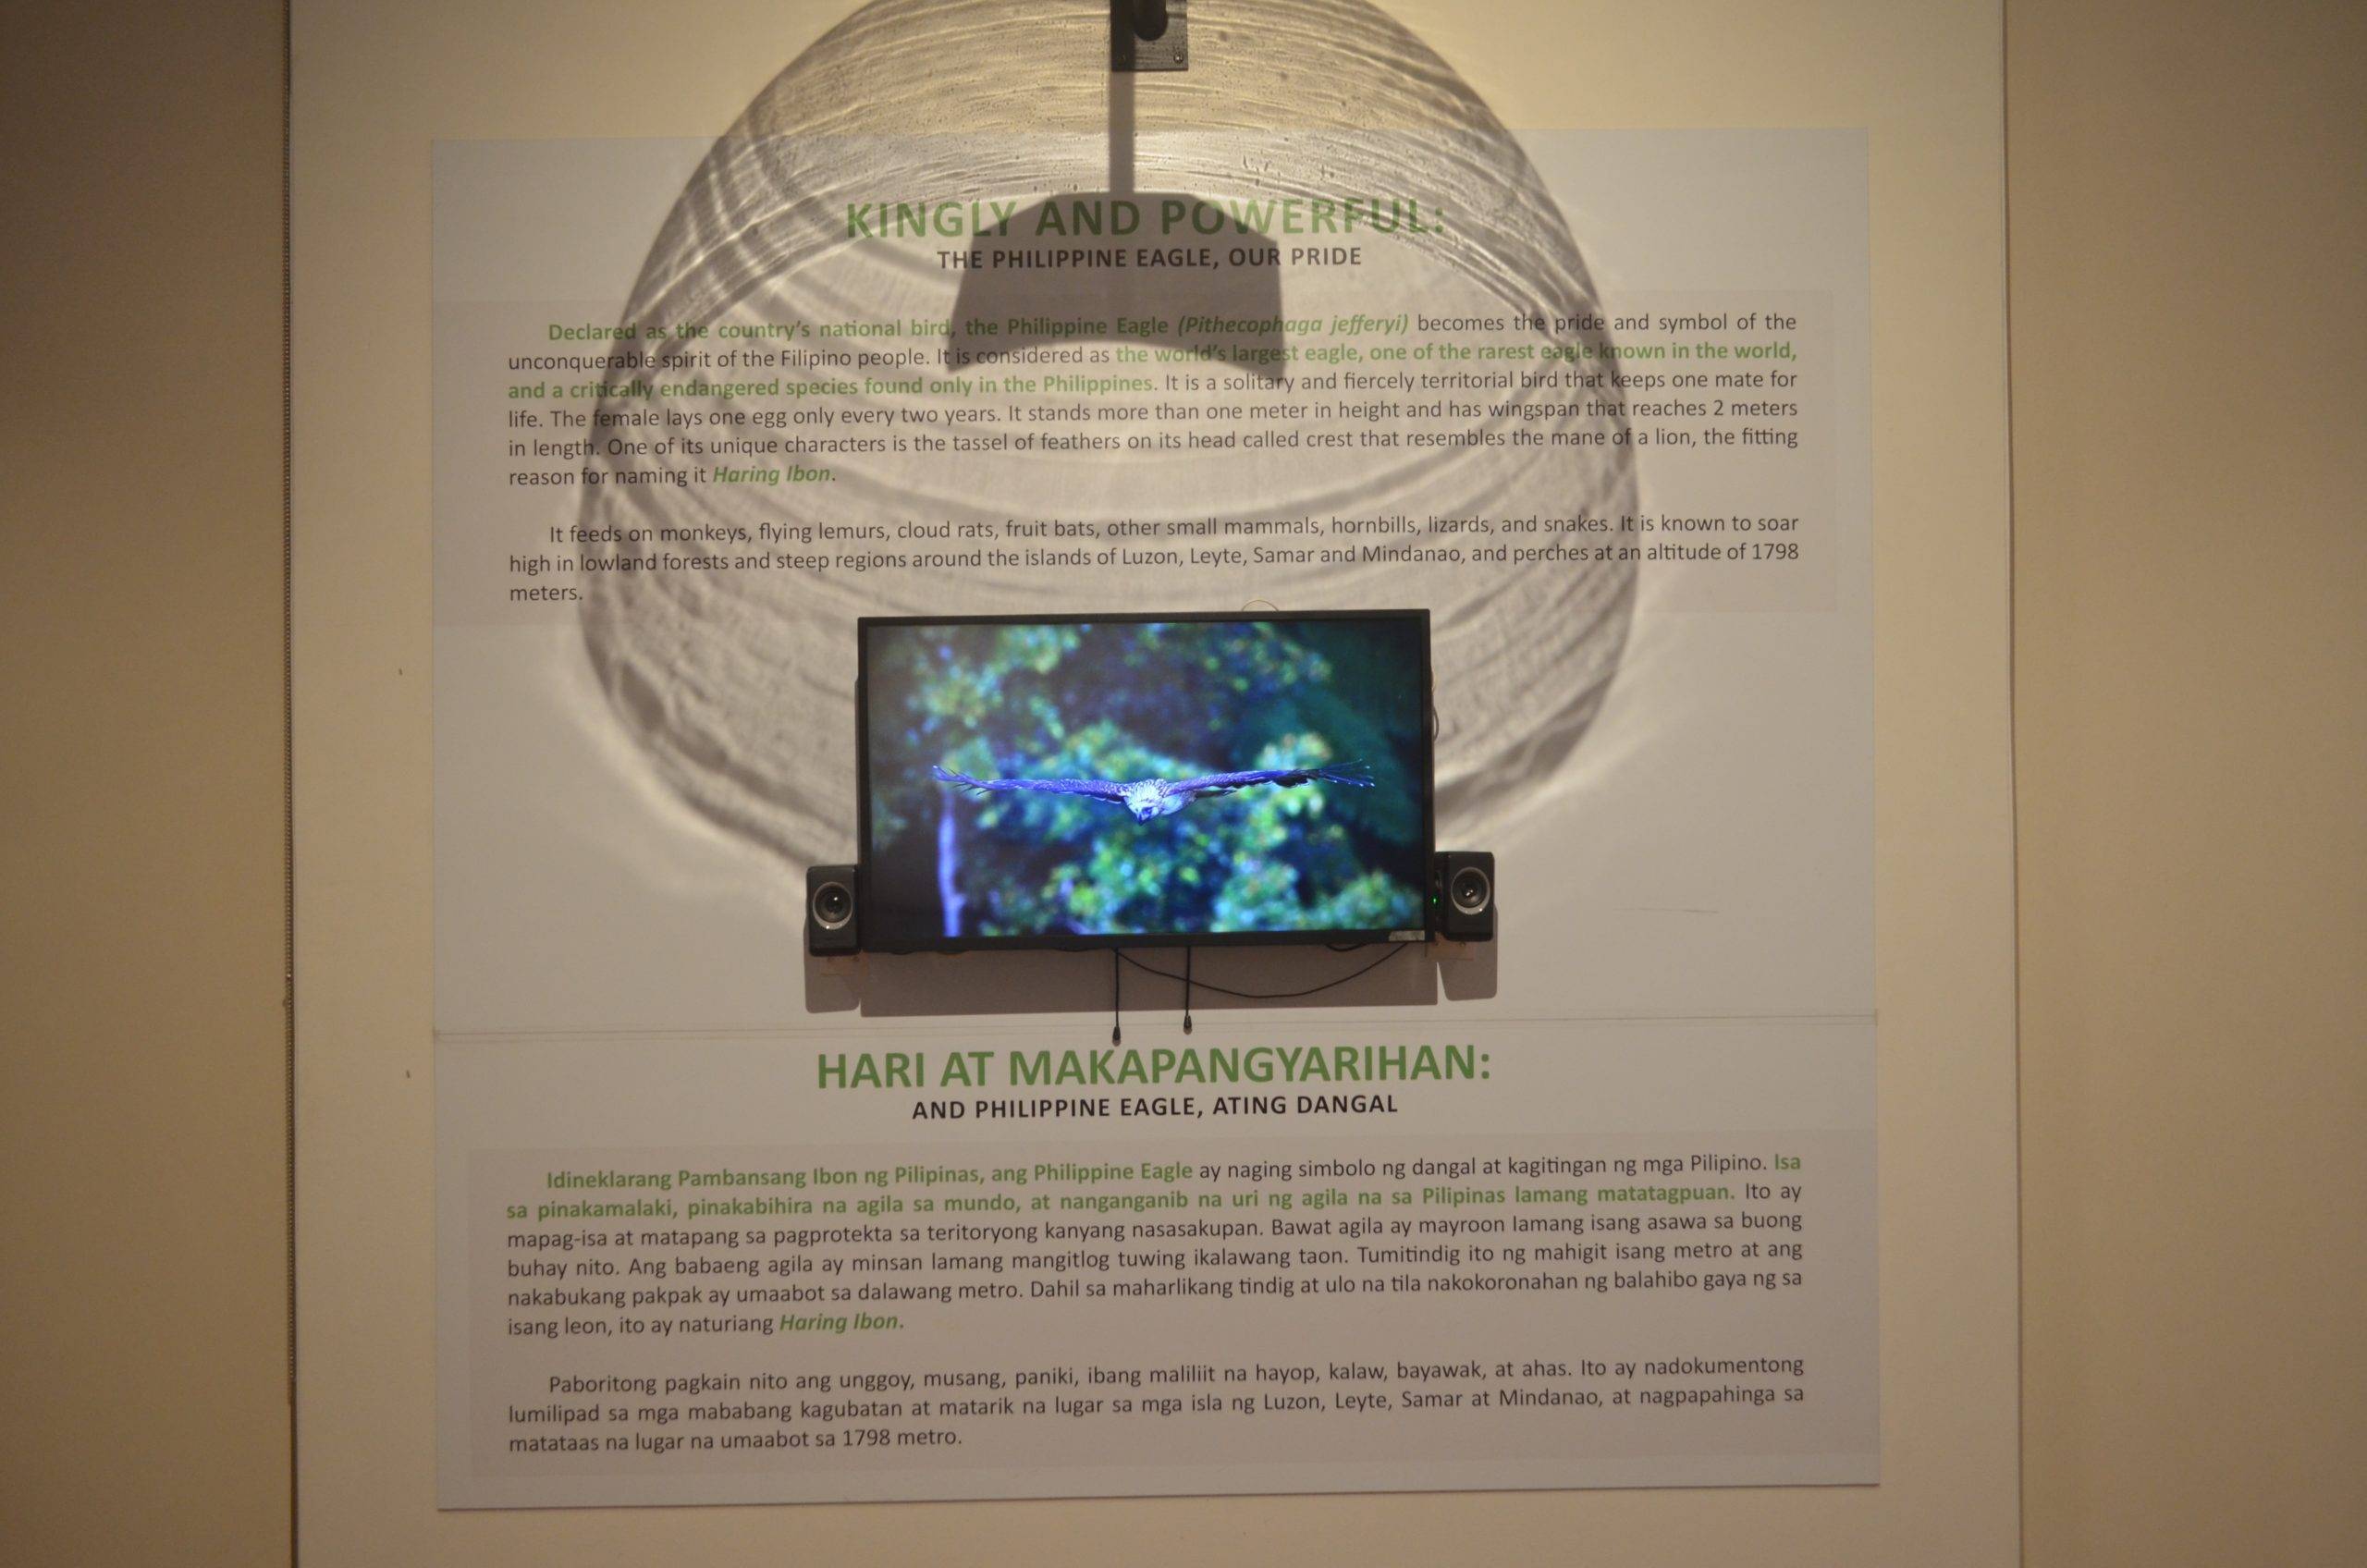 KINGLY AND POWERFUL:
THE PHILIPPINE EAGLE, OUR PRIDE
Declared as the country's national bird, the Philippine Eagle (Pithecophaga jefferyi) becomes the pride and symbol of the
unconquerable spirit of the Filipino people. It is considered as the world's largest eagle, one of the rarest eagle known in the world,
and a critically endangered species found only in the Philippines. It is a solitary and fiercely territorial bird that keeps one mate for
life. The female lays one egg only every two years. It stands more than one meter in height and has wingspan that reaches 2 meters
in length. One of its unique characters is the tassel of feathers on its head called crest that resembles the mane of a lion, the fitting
reason for naming it Haring Ibon.
It feeds on monkeys, flying lemurs, cloud rats, fruit bats, other small mammals, hornbills, lizards, and snakes. It is known to soar
high in lowland forests and steep regions around the islands of Luzon, Leyte, Samar and Mindanao, and perches at an altitude of 1798
meters.
HARI AT MAKAPANGYARIHAN:
AND PHILIPPINE EAGLE, ATING DANGAL
Idineklarang Pambansang Ibon ng Pilipinas, ang Philippine Eagle ay naging simbolo ng dangal at kagitingan ng mga Pilipino. Isa
sa pinakamalaki, pinakabihira na agila sa mundo, at nanganganib na uri ng agila na sa Pilipinas lamang matatagpuan. Ito ay
mapag-isa at matapang sa pagprotekta sa teritoryong kanyang nasasakupan. Bawat agila ay mayroon lamang isang asawa sa buong
buhay nito. Ang babaeng agila ay minsan lamang mangitlog tuwing ikalawang taon. Tumitindig ito ng mahigit isang metro at ang
nakabukang pakpak ay umaabot sa dalawang metro. Dahil sa maharlikang tindig at ulo na tila nakokoronahan ng balahibo gaya ng sa
isang leon, ito ay naturiang Haring Ibon.
Paboritong pagkain nito ang unggoy, musang, paniki, ibang maliliit na hayop, kalaw, bayawak, at ahas. Ito ay nadokumentong
lumilipad sa mga mababang kagubatan at matarik na lugar sa mga isla ng Luzon, Leyte, Samar at Mindanao, at nagpapahinga sa
matataas na lugar na umaabot sa 1798 metro.